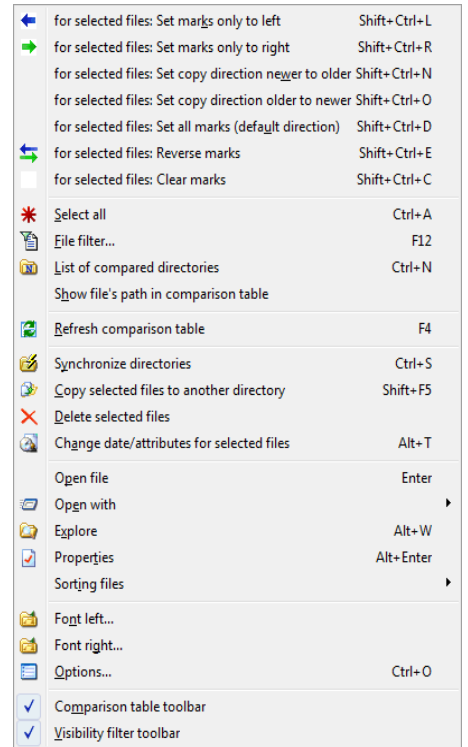 for selected files: Set marks only to left Shift+Ctrl+L
for selected files: Set marks only to right Shift+Ctrl+R
for selected files: Set copy direction newer to older Shift+Ctrl+N
for selected files: Set copy direction older to newer Shift+Ctrl+O
for selected files: Set all marks (default direction) Shift+Ctrl+D
for selected files: Reverse marks Shift+Ctrl+E
for selected files: Clear marks Shift+Ctrl+C
Select all Ctrl+A
File filter... F12
List of compared directories Ctrl+N
Show file's path in comparison table
Refresh comparison table F4
Synchronize directories Ctrl+S
Copy selected files to another directory Shift+F5
Delete selected files
Change date/attributes for selected files Alt+T
Open file Enter
Open with
Explore Alt+W
Properties Alt+Enter
Sorting files
Font left...
Font right...
Options... Ctrl+O
Comparison table toolbar
Visibility filter toolbar